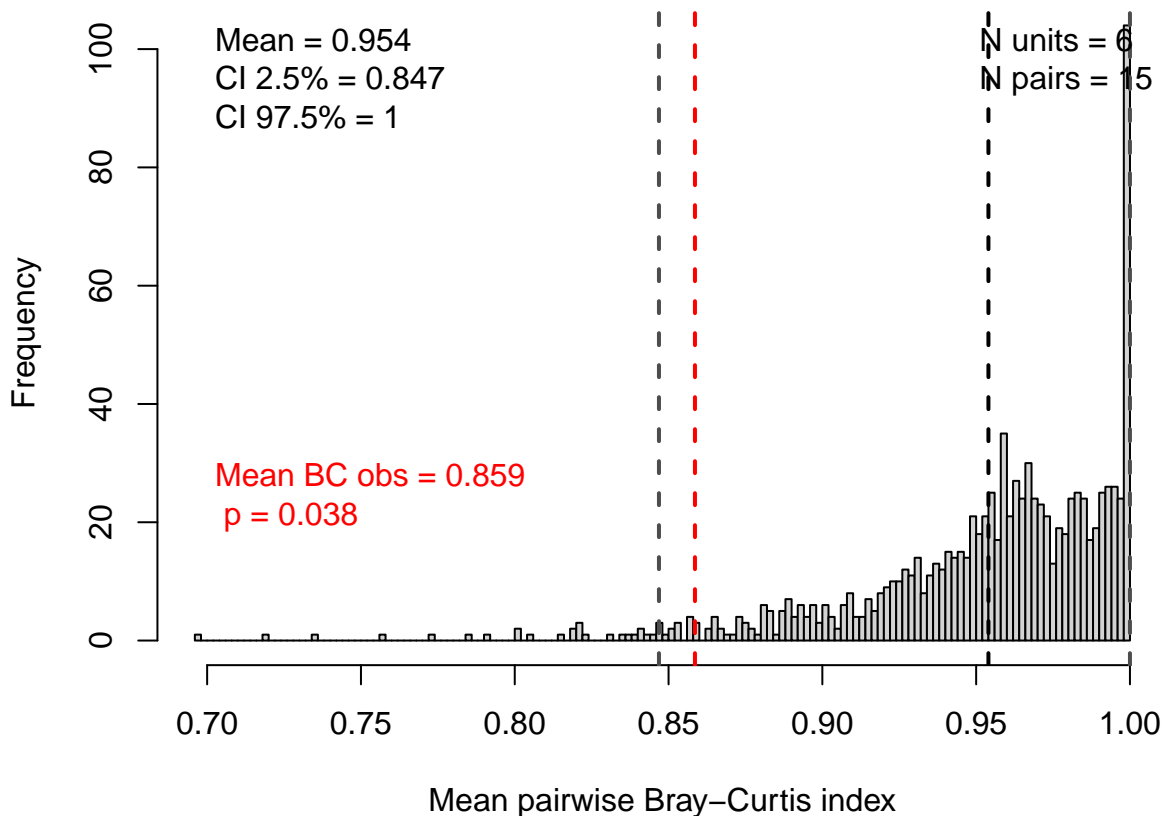 Mean = 0.954
CI 2.5% = 0.847
CI 97.5% = 1
N units = 6
N pairs = 15
Mean BC obs = 0.859
p = 0.038
Frequency
100
80
60
40
20
0
0.70 0.75 0.80 0.85 0.90 0.95 1.00
Mean pairwise Bray−Curtis index